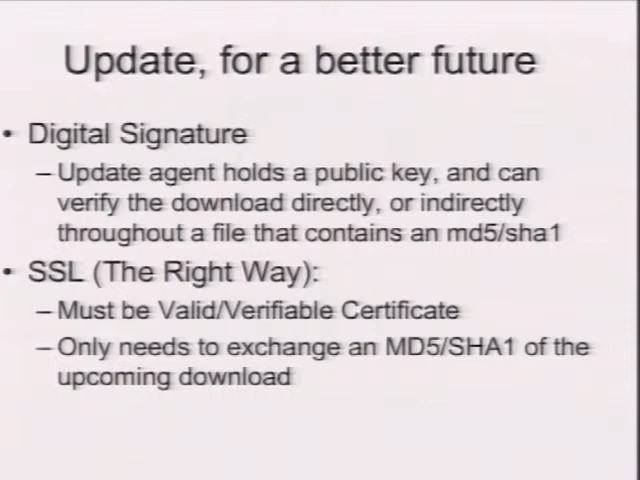 Update, for a better future
• Digital Signature
– Update agent holds a public key, and can
verify the download directly, or indirectly
throughout a file that contains an md5/sha1
• SSL (The Right Way):
– Must be Valid/Verifiable Certificate
– Only needs to exchange an MD5/SHA1 of the
upcoming download